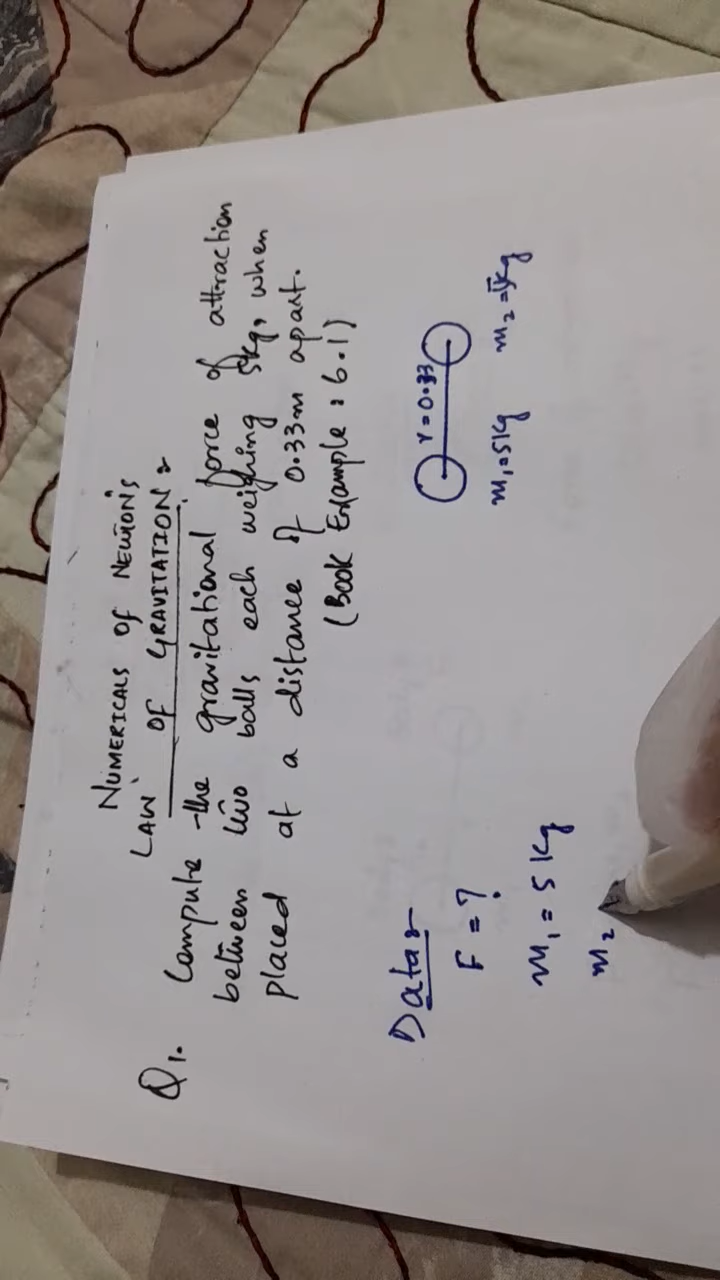 NUMERICALS OF NEWTON'S
LAW OF GRAVITATION:
Q1. Compute the gravitational force of attraction
between two balls each weighing 5kg, when
placed at a distance of 0.33m apart.
(Book Example: 6.1)
r=0.33
m1=5kg m2=5kg
Data:
F = ?
m1 = 5 kg
m2